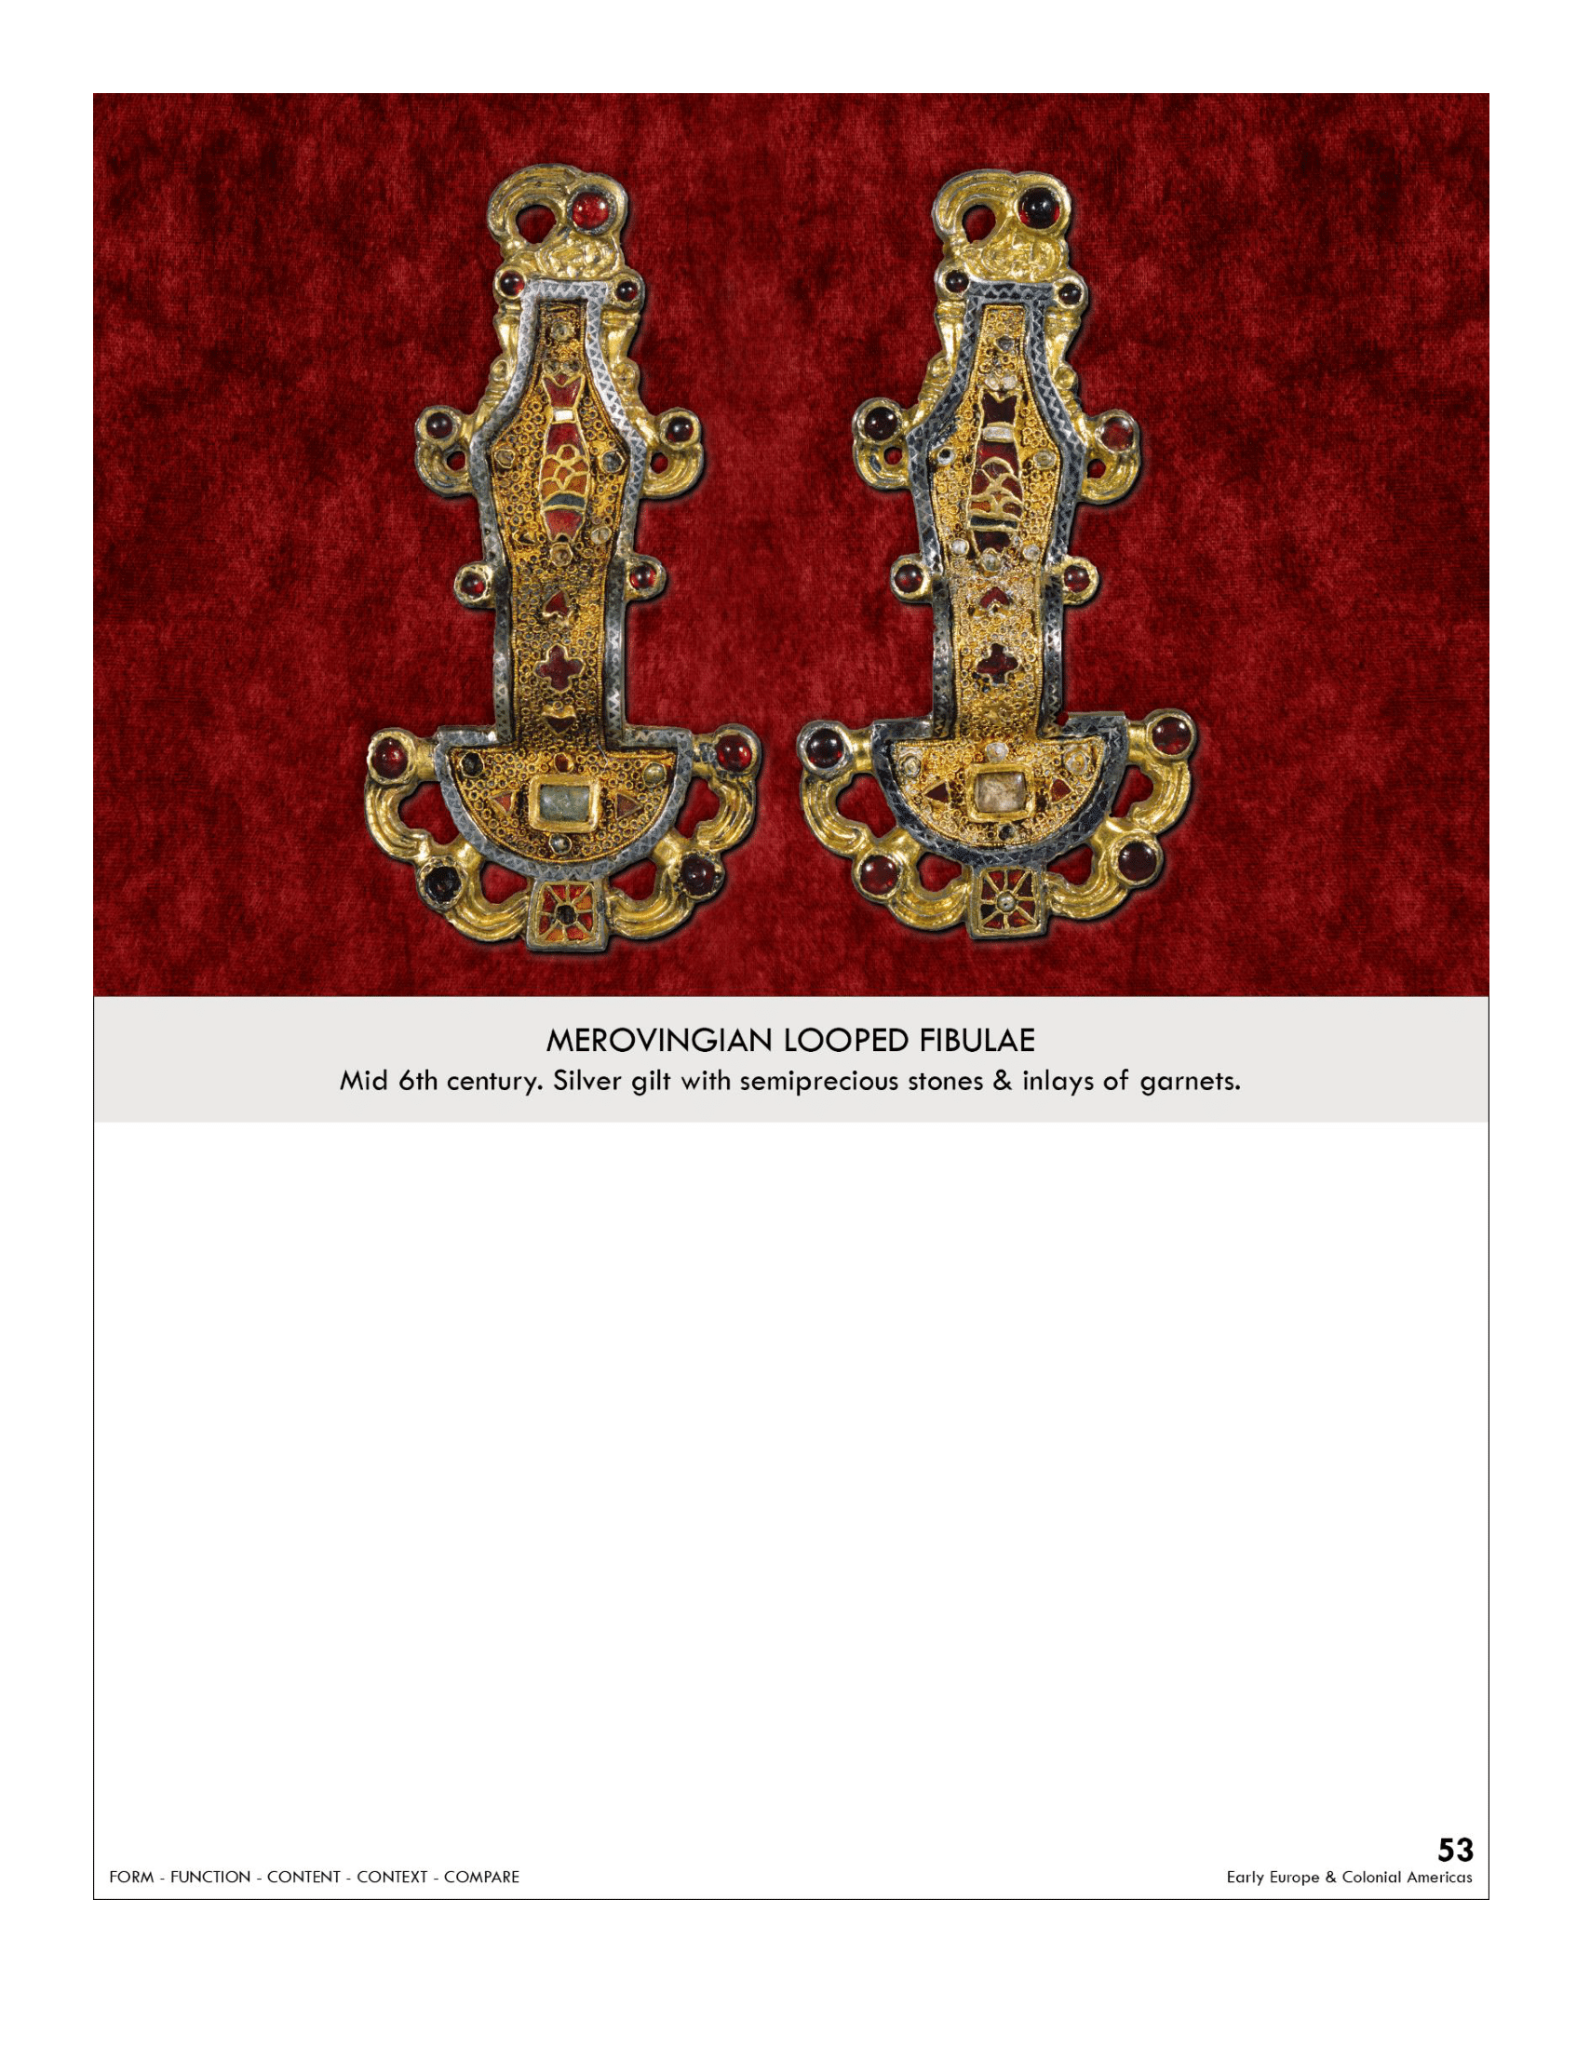 MEROVINGIAN LOOPED FIBULAE
Mid 6th century. Silver gilt with semiprecious stones & inlays of garnets.
53
FORM - FUNCTION - CONTENT - CONTEXT - COMPARE
Early Europe & Colonial Americas